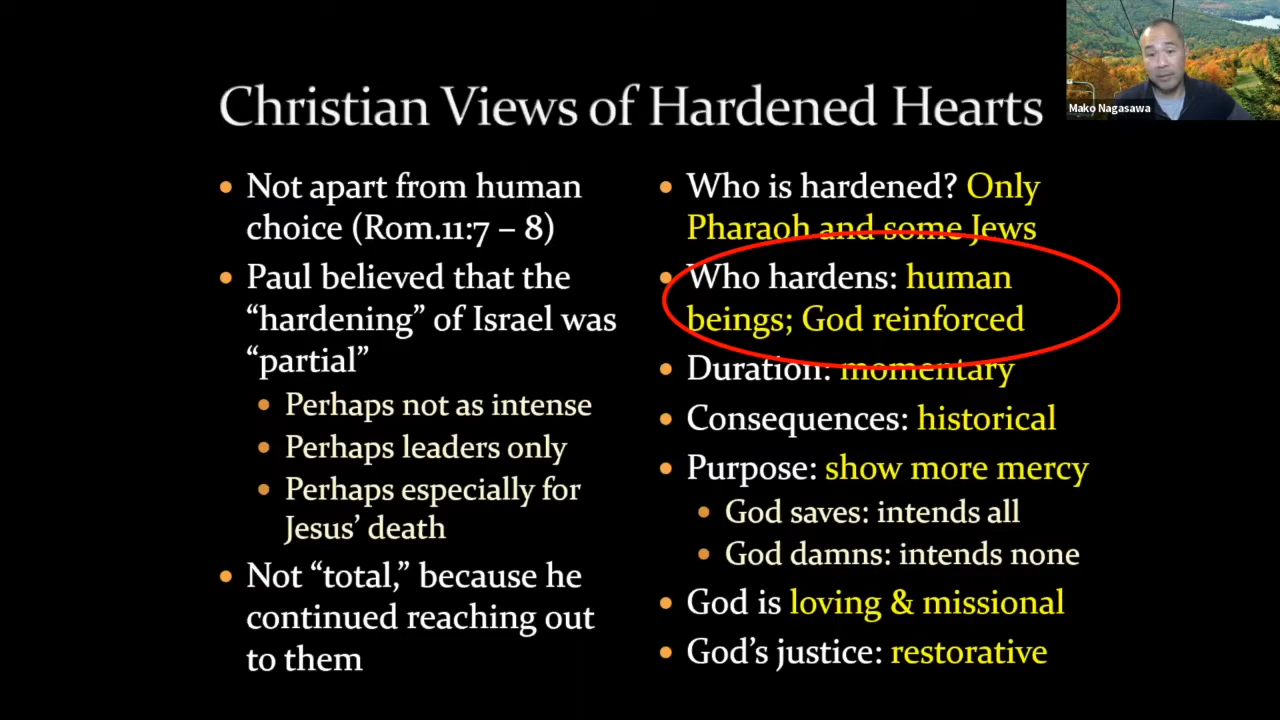 Mako Nagasawa
Christian Views of Hardened Hearts
Not apart from human
choice (Rom.11:7 – 8)
Paul believed that the
“hardening” of Israel was
“partial”
Perhaps not as intense
Perhaps leaders only
Perhaps especially for
Jesus’ death
Not “total,” because he
continued reaching out
to them
Who is hardened? Only
Pharaoh and some Jews
Who hardens: human
beings; God reinforced
Duration: momentary
Consequences: historical
Purpose: show more mercy
God saves: intends all
God damns: intends none
God is loving & missional
God’s justice: restorative